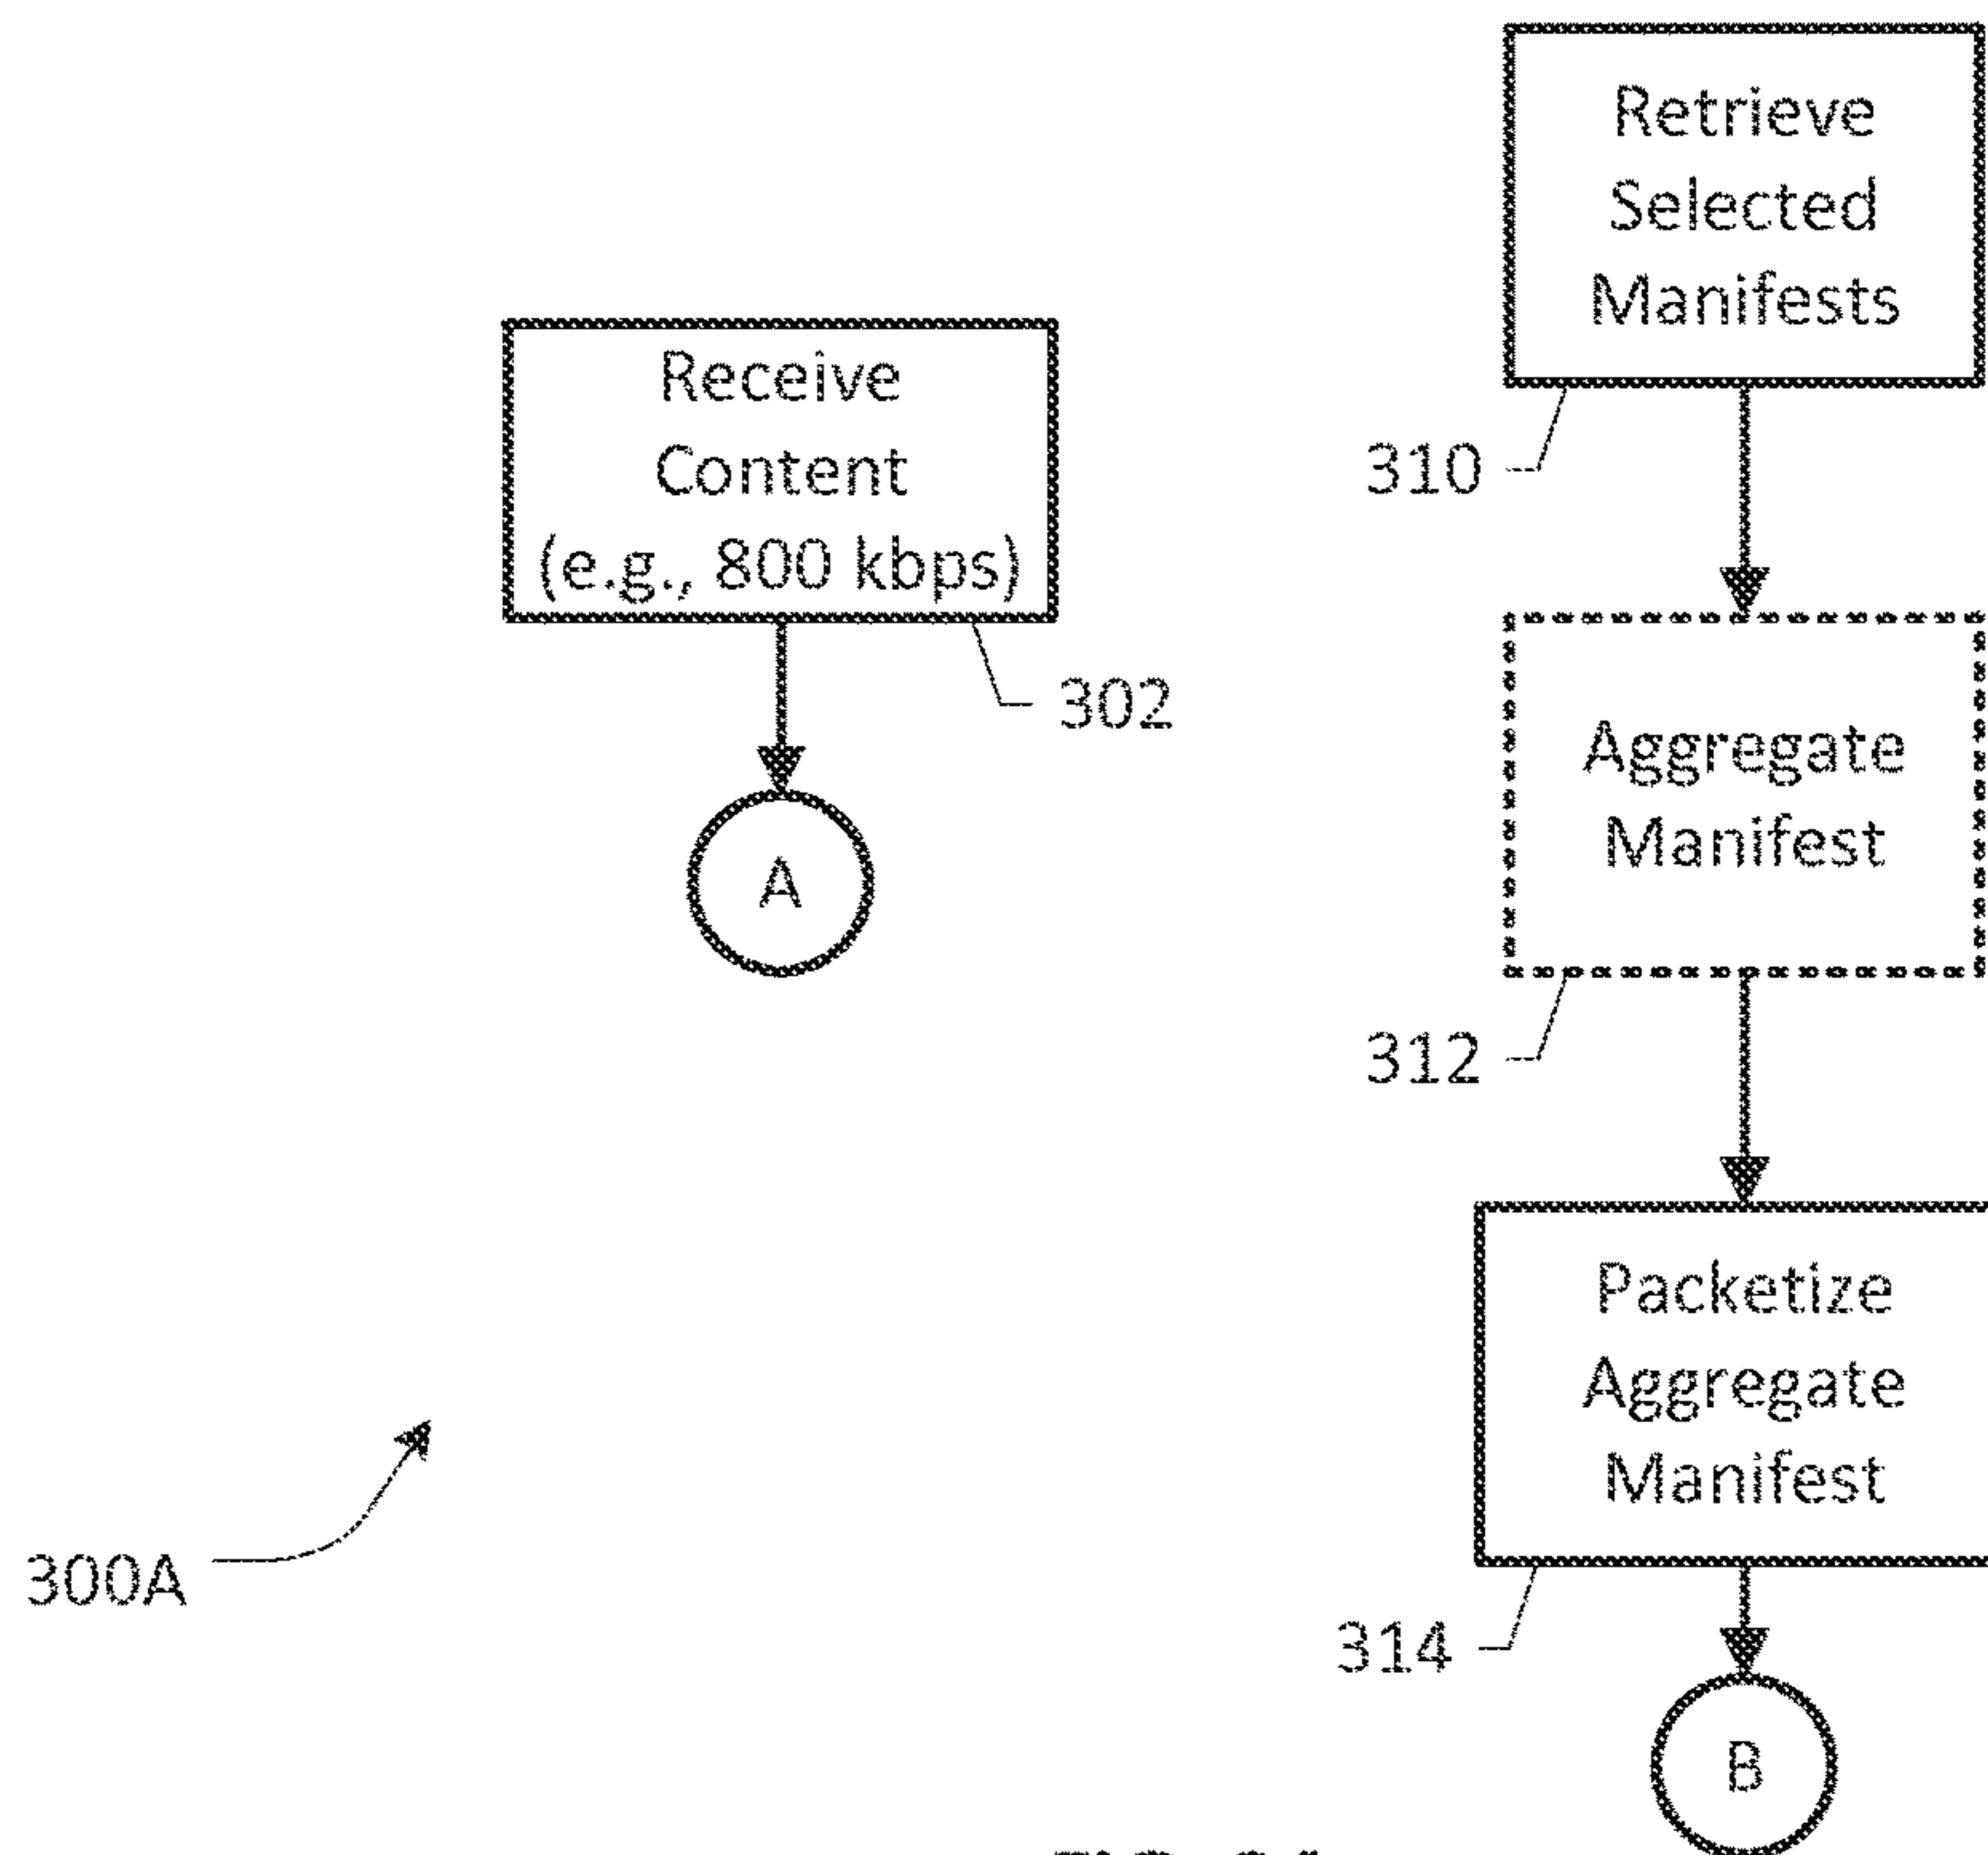 Receive
Content
(e.g., 800 kbps)
302
A
Retrieve
Selected
Manifests
310
Aggregate
Manifest
312
Packetize
Aggregate
Manifest
314
B
300A